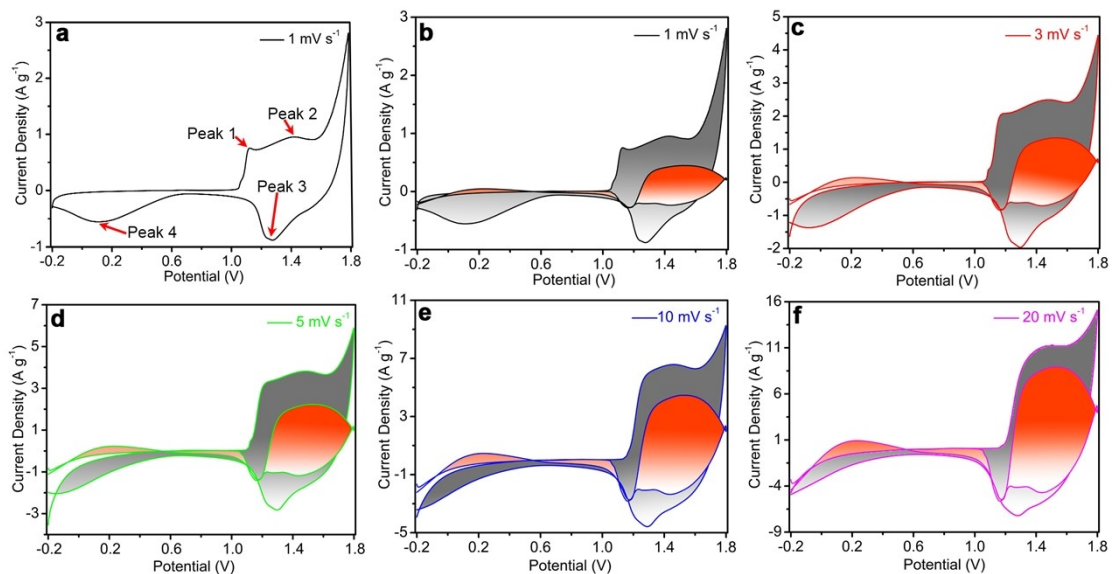 a
1 mV s⁻¹
Peak 1
Peak 2
Peak 3
Peak 4
Current Density (A g⁻¹)
3
2
1
0
-1
-0.2 0.2 0.6 1.0 1.4 1.8
Potential (V)
b
1 mV s⁻¹
Current Density (A g⁻¹)
3
2
1
0
-1
-0.2 0.2 0.6 1.0 1.4 1.8
Potential (V)
c
3 mV s⁻¹
Current Density (A g⁻¹)
5
4
3
2
1
0
-1
-2
-0.2 0.2 0.6 1.0 1.4 1.8
Potential (V)
d
5 mV s⁻¹
Current Density (A g⁻¹)
7
5
3
1
-1
-3
-0.2 0.2 0.6 1.0 1.4 1.8
Potential (V)
e
10 mV s⁻¹
Current Density (A g⁻¹)
11
7
3
-1
-5
-0.2 0.2 0.6 1.0 1.4 1.8
Potential (V)
f
20 mV s⁻¹
Current Density (A g⁻¹)
16
11
6
1
-4
-9
-0.2 0.2 0.6 1.0 1.4 1.8
Potential (V)